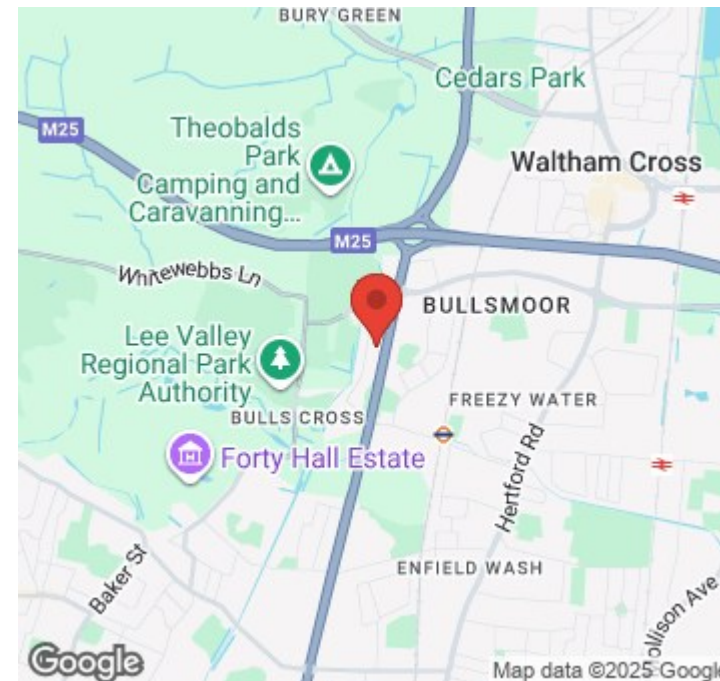 BURY GREEN
Cedars Park
M25
Theobalds
Park
Camping and
Caravanning...
Waltham Cross
M25
Whitewebbs Ln
BULLSMOOR
Lee Valley
Regional Park
Authority
FREEZY WATER
BULLS CROSS
Forty Hall Estate
Hertford Rd
ENFIELD WASH
Baker St
ollison Ave
Google
Map data ©2025 Google